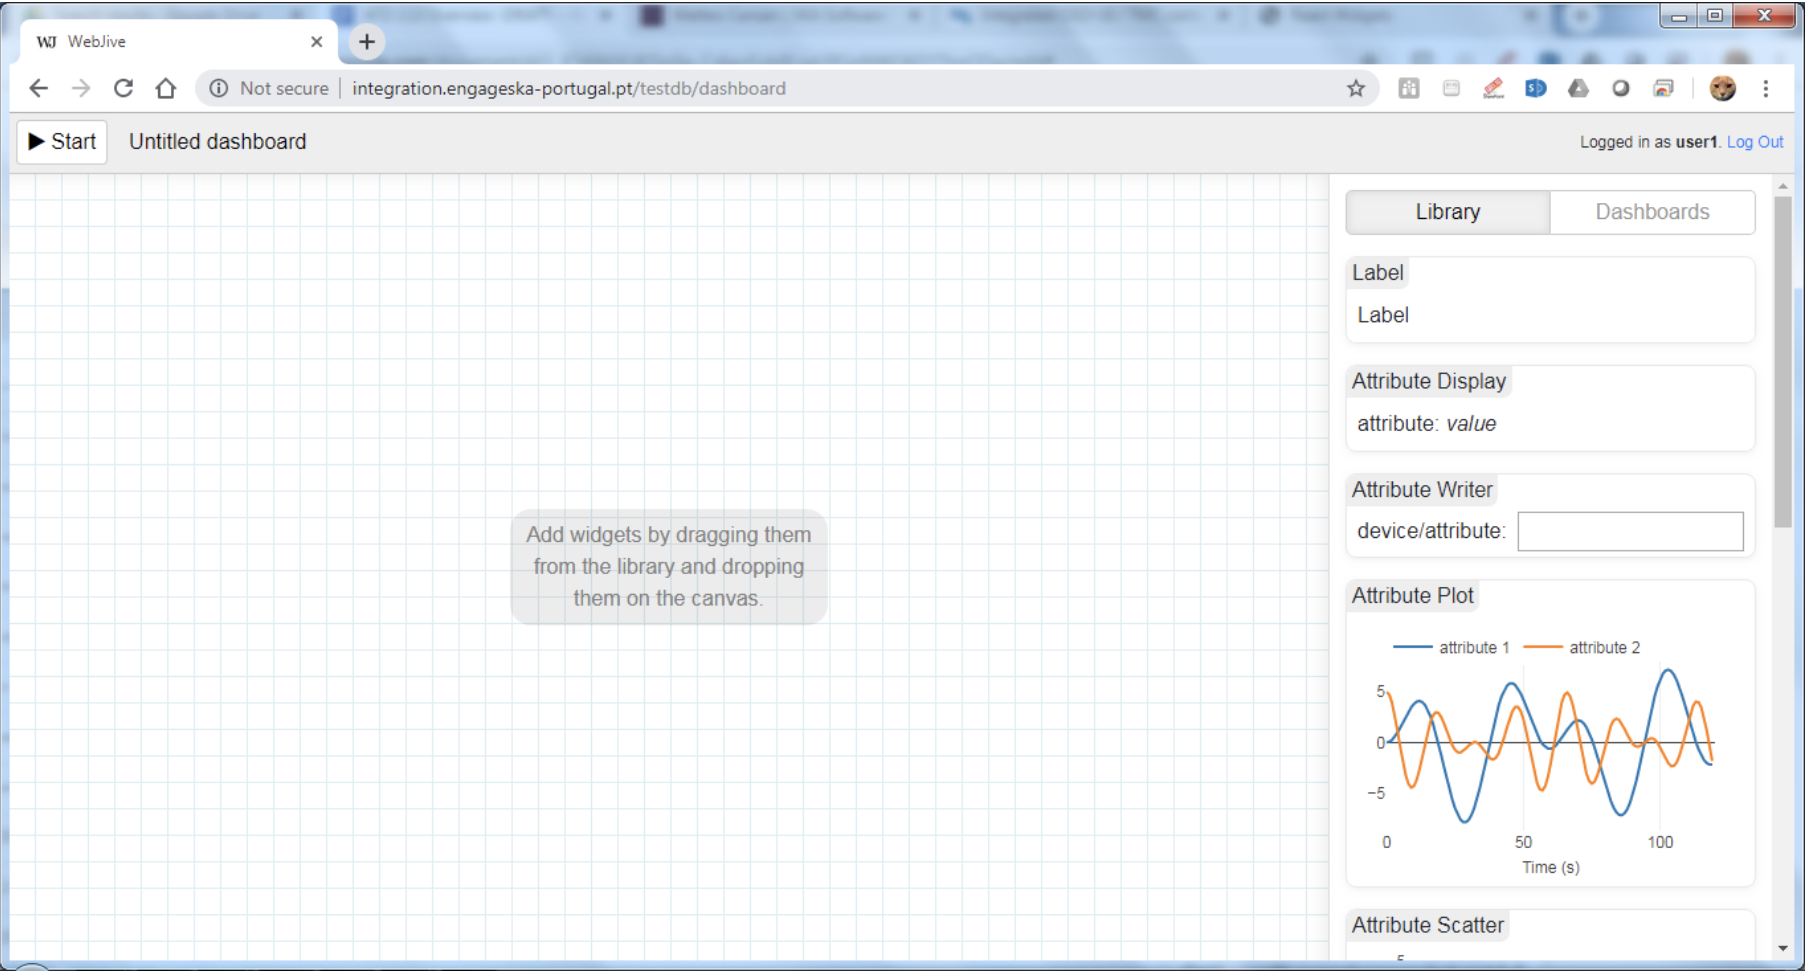 WJ WebJive
Not secure integration.engageska-portugal.pt/testdb/dashboard
Start Untitled dashboard Logged in as user1. Log Out
Library Dashboards
Label
Label
Attribute Display
attribute: value
Attribute Writer
device/attribute:
Add widgets by dragging them
from the library and dropping
them on the canvas.
Attribute Plot
attribute 1 attribute 2
5
0
−5
0 50 100
Time (s)
Attribute Scatter
5